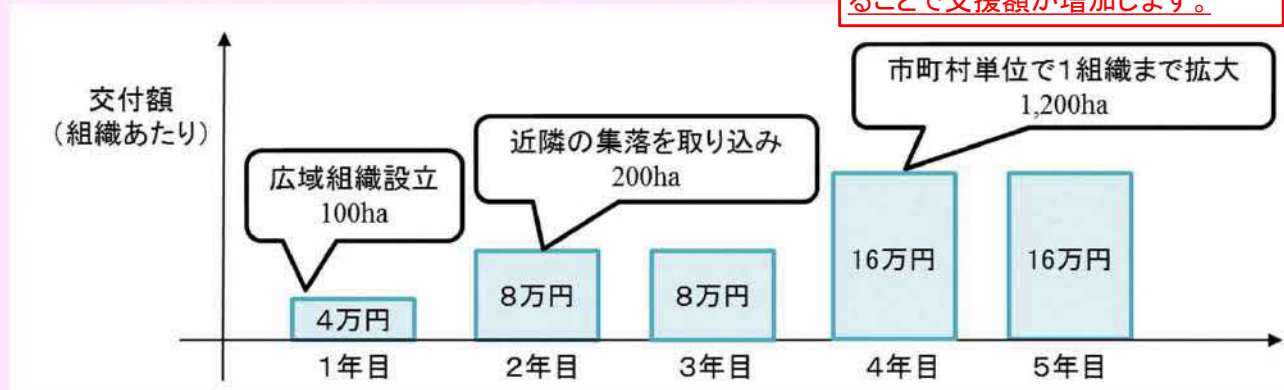 ることで支援額が増加します。
交付額
(組織あたり)
広域組織設立
100ha
近隣の集落を取り込み
200ha
市町村単位で1組織まで拡大
1,200ha
4万円
8万円
8万円
16万円
16万円
1年目
2年目
3年目
4年目
5年目